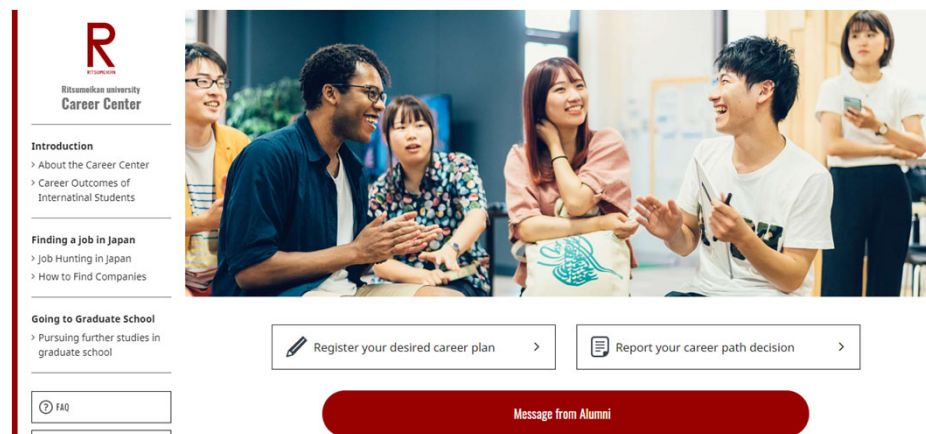 R
RITSUMEIKAN
Ritsumeikan university
Career Center
Introduction
> About the Career Center
> Career Outcomes of
Internatinal Students
Finding a job in Japan
> Job Hunting in Japan
> How to Find Companies
Going to Graduate School
> Pursuing further studies in
graduate school
? FAQ
Register your desired career plan >
Report your career path decision >
Message from Alumni